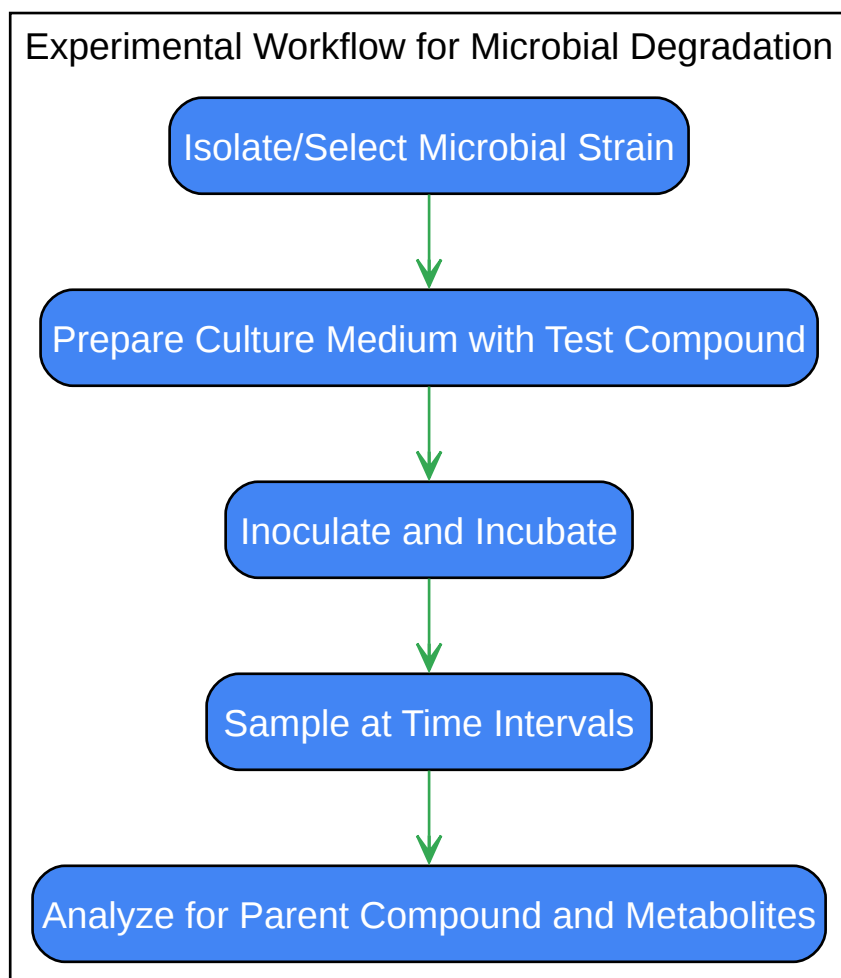 Experimental Workflow for Microbial Degradation
Isolate/Select Microbial Strain
Prepare Culture Medium with Test Compound
Inoculate and Incubate
Sample at Time Intervals
Analyze for Parent Compound and Metabolites